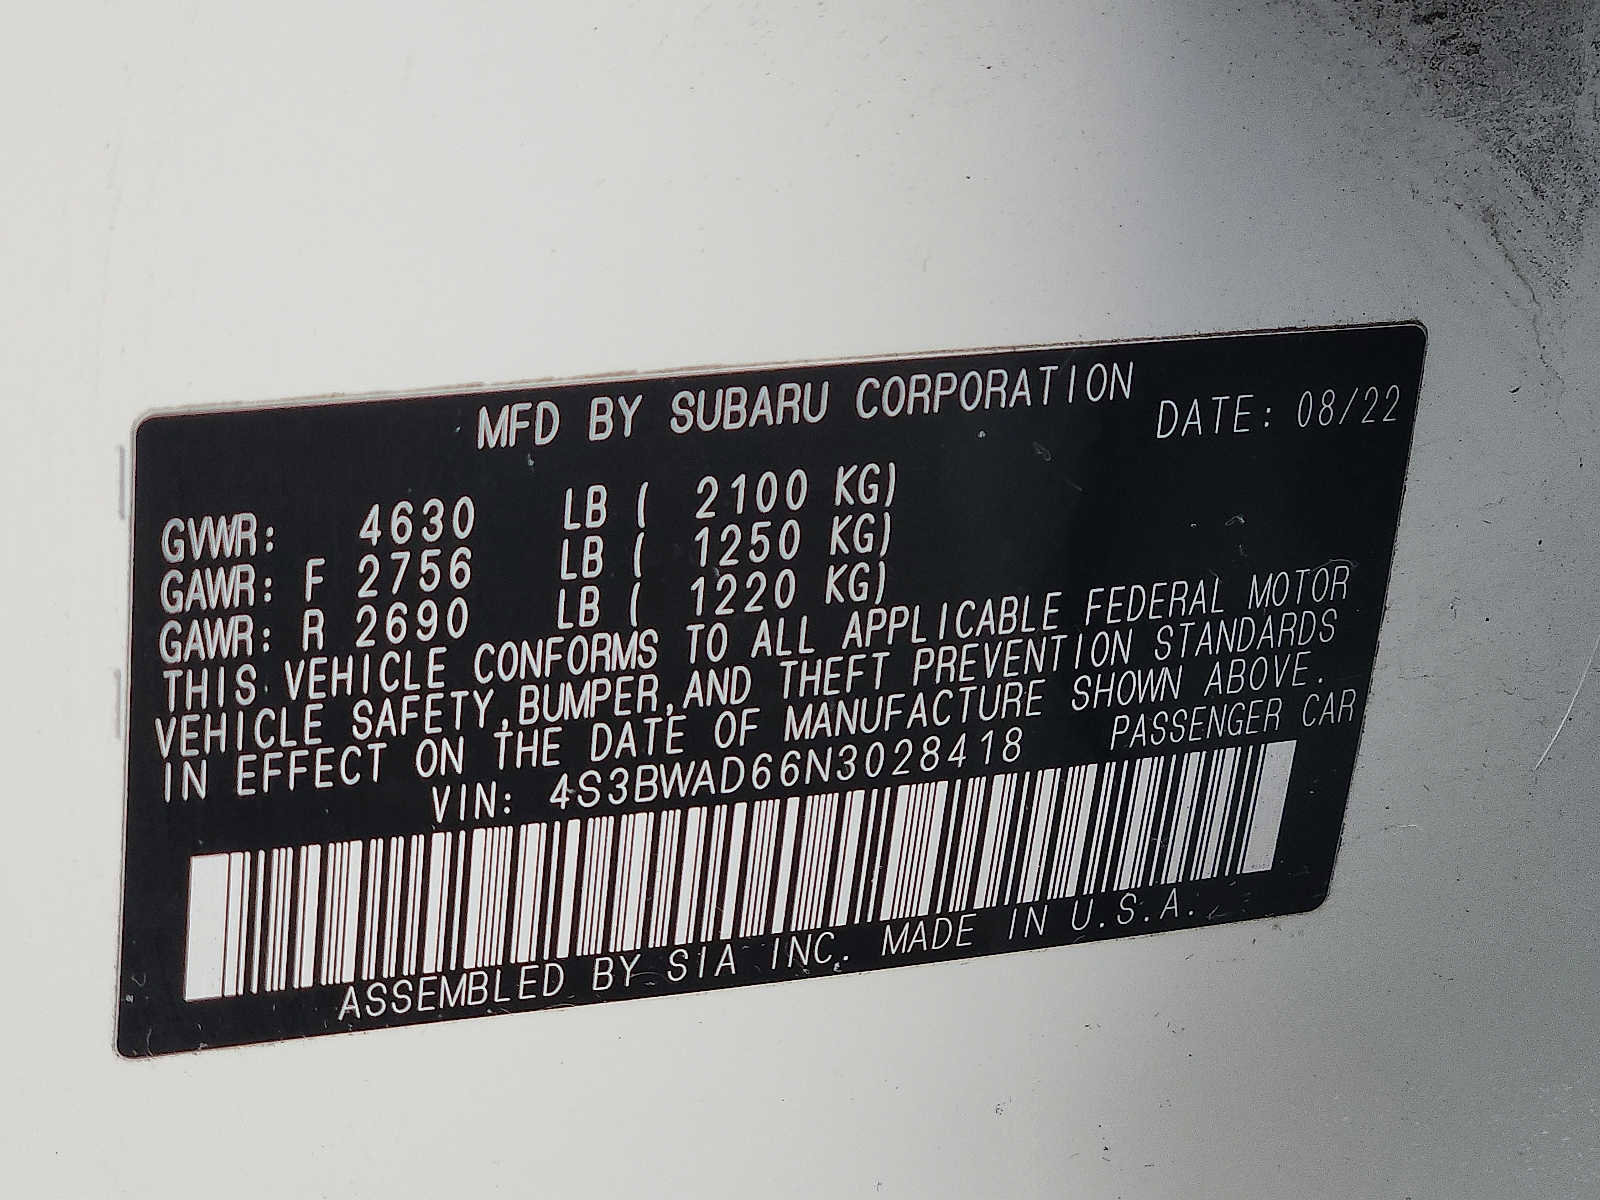 MFD BY SUBARU CORPORATION DATE: 08/22
GVWR: 4630 LB ( 2100 KG)
GAWR: F 2756 LB ( 1250 KG)
GAWR: R 2690 LB ( 1220 KG)
THIS VEHICLE CONFORMS TO ALL APPLICABLE FEDERAL MOTOR
VEHICLE SAFETY, BUMPER, AND THEFT PREVENTION STANDARDS
IN EFFECT ON THE DATE OF MANUFACTURE SHOWN ABOVE.
VIN: 4S3BWAD66N3028418 PASSENGER CAR
ASSEMBLED BY SIA INC. MADE IN U.S.A.